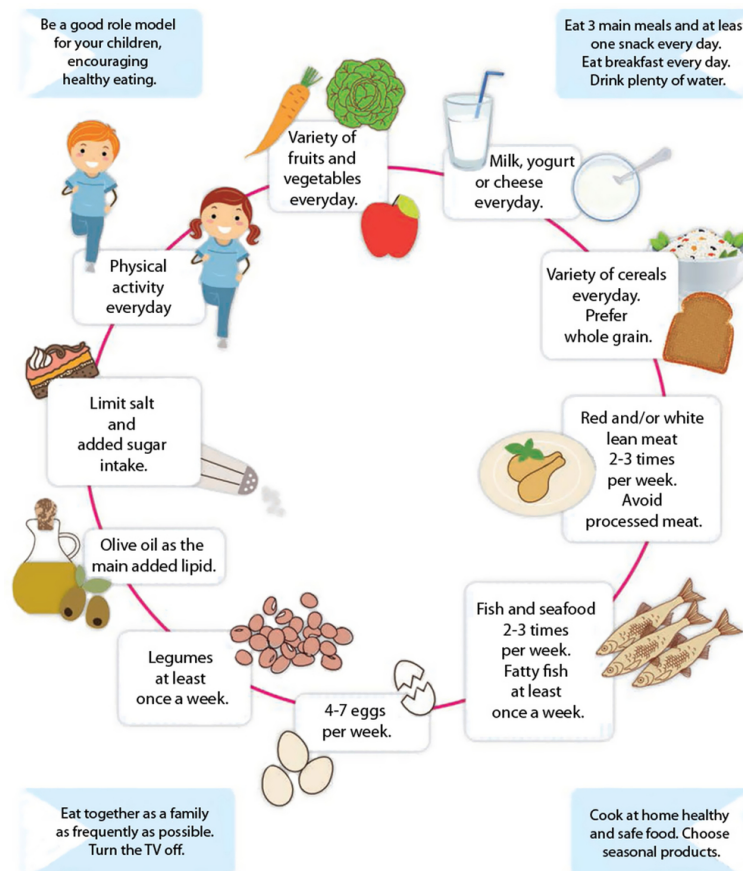 Be a good role model
for your children,
encouraging
healthy eating.
Eat 3 main meals and at leas
one snack every day.
Eat breakfast every day.
Drink plenty of water.
Variety of
fruits and
vegetables
everyday.
Milk, yogurt
or cheese
everyday.
Variety of cereals
everyday.
Prefer
whole grain.
Red and/or white
lean meat
2-3 times
per week.
Avoid
processed meat.
Fish and seafood
2-3 times
per week.
Fatty fish
at least
once a week.
4-7 eggs
per week.
Legumes
at least
once a week.
Olive oil as the
main added lipid.
Limit salt
and
added sugar
intake.
Physical
activity
everyday
Eat together as a family
as frequently as possible.
Turn the TV off.
Cook at home healthy
and safe food. Choose
seasonal products.